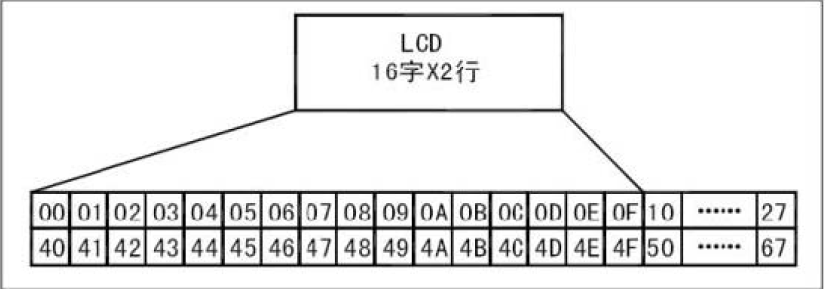 LCD
16字X2行
00 01 02 03 04 05 06 07 08 09 0A 0B 0C 0D 0E 0F 10 ...... 27
40 41 42 43 44 45 46 47 48 49 4A 4B 4C 4D 4E 4F 50 ...... 67